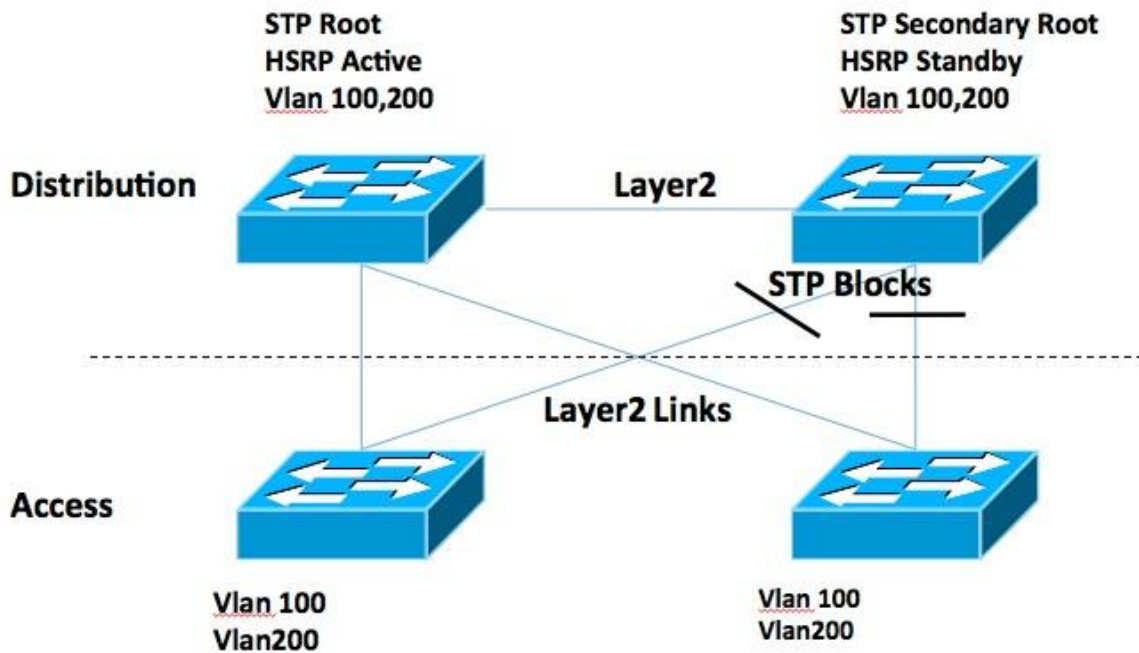 STP Root
HSRP Active
Vlan 100,200
STP Secondary Root
HSRP Standby
Vlan 100,200
Distribution
Layer2
STP Blocks
Layer2 Links
Access
Vlan 100
Vlan200
Vlan 100
Vlan200